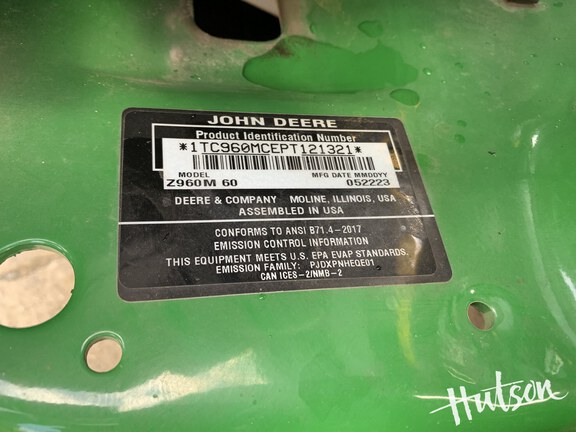 JOHN DEERE
Product Identification Number
*1TC960MCEPT121321*
MODEL MFG DATE MMDDYY
Z960M 60 052223
DEERE & COMPANY MOLINE, ILLINOIS, USA
ASSEMBLED IN USA
CONFORMS TO ANSI B71.4-2017
EMISSION CONTROL INFORMATION
THIS EQUIPMENT MEETS U.S. EPA EVAP STANDARDS.
EMISSION FAMILY: PJDXPNHEQE01
CAN ICES-2/NMB-2
Hutson